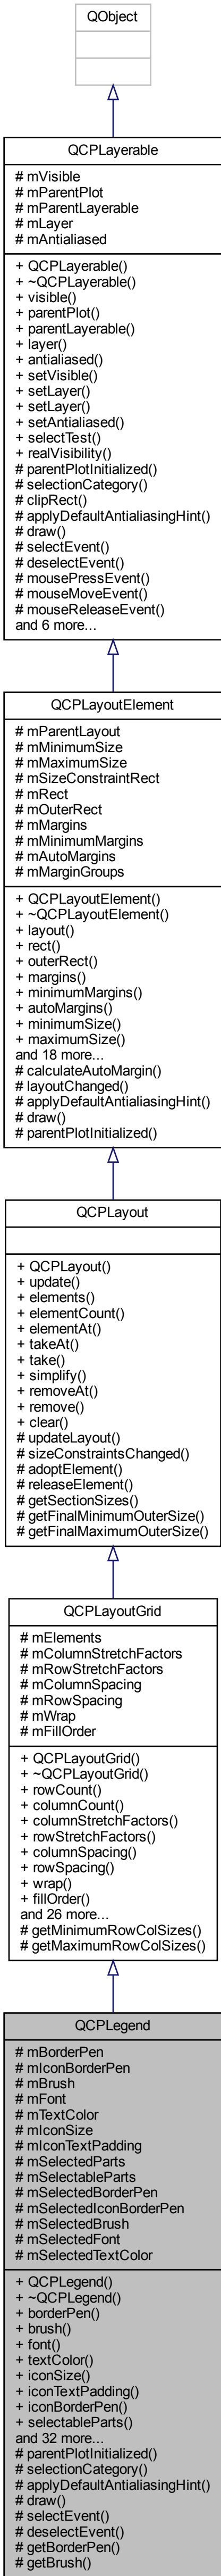 QObject
QCPLayerable
# mVisible
# mParentPlot
# mParentLayerable
# mLayer
# mAntialiased
+ QCPLayerable()
+ ~QCPLayerable()
+ visible()
+ parentPlot()
+ parentLayerable()
+ layer()
+ antialiased()
+ setVisible()
+ setLayer()
+ setLayer()
+ setAntialiased()
+ selectTest()
+ realVisibility()
# parentPlotInitialized()
# selectionCategory()
# clipRect()
# applyDefaultAntialiasingHint()
# draw()
# selectEvent()
# deselectEvent()
# mousePressEvent()
# mouseMoveEvent()
# mouseReleaseEvent()
and 6 more...
QCPLayoutElement
# mParentLayout
# mMinimumSize
# mMaximumSize
# mSizeConstraintRect
# mRect
# mOuterRect
# mMargins
# mMinimumMargins
# mAutoMargins
# mMarginGroups
+ QCPLayoutElement()
+ ~QCPLayoutElement()
+ layout()
+ rect()
+ outerRect()
+ margins()
+ minimumMargins()
+ autoMargins()
+ minimumSize()
+ maximumSize()
and 18 more...
# calculateAutoMargin()
# layoutChanged()
# applyDefaultAntialiasingHint()
# draw()
# parentPlotInitialized()
QCPLayout
+ QCPLayout()
+ update()
+ elements()
+ elementCount()
+ elementAt()
+ takeAt()
+ take()
+ simplify()
+ removeAt()
+ remove()
+ clear()
# updateLayout()
# sizeConstraintsChanged()
# adoptElement()
# releaseElement()
# getSectionSizes()
# getFinalMinimumOuterSize()
# getFinalMaximumOuterSize()
QCPLayoutGrid
# mElements
# mColumnStretchFactors
# mRowStretchFactors
# mColumnSpacing
# mRowSpacing
# mWrap
# mFillOrder
+ QCPLayoutGrid()
+ ~QCPLayoutGrid()
+ rowCount()
+ columnCount()
+ columnStretchFactors()
+ rowStretchFactors()
+ columnSpacing()
+ rowSpacing()
+ wrap()
+ fillOrder()
and 26 more...
# getMinimumRowColSizes()
# getMaximumRowColSizes()
QCPLegend
# mBorderPen
# mIconBorderPen
# mBrush
# mFont
# mTextColor
# mIconSize
# mIconTextPadding
# mSelectedParts
# mSelectableParts
# mSelectedBorderPen
# mSelectedIconBorderPen
# mSelectedBrush
# mSelectedFont
# mSelectedTextColor
+ QCPLegend()
+ ~QCPLegend()
+ borderPen()
+ brush()
+ font()
+ textColor()
+ iconSize()
+ iconTextPadding()
+ iconBorderPen()
+ selectableParts()
and 32 more...
# parentPlotInitialized()
# selectionCategory()
# applyDefaultAntialiasingHint()
# draw()
# selectEvent()
# deselectEvent()
# getBorderPen()
# getBrush()